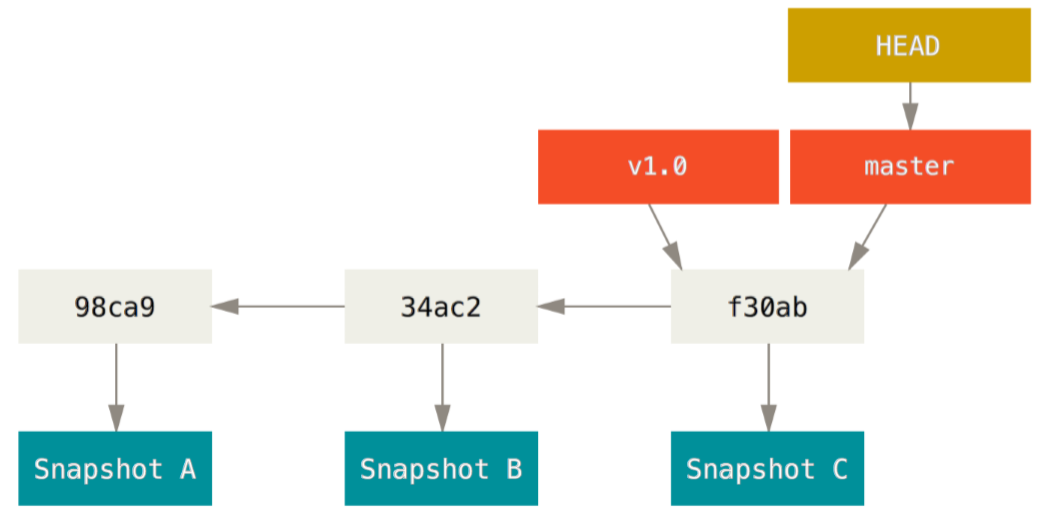 HEAD
v1.0
master
98ca9
34ac2
f30ab
Snapshot A
Snapshot B
Snapshot C